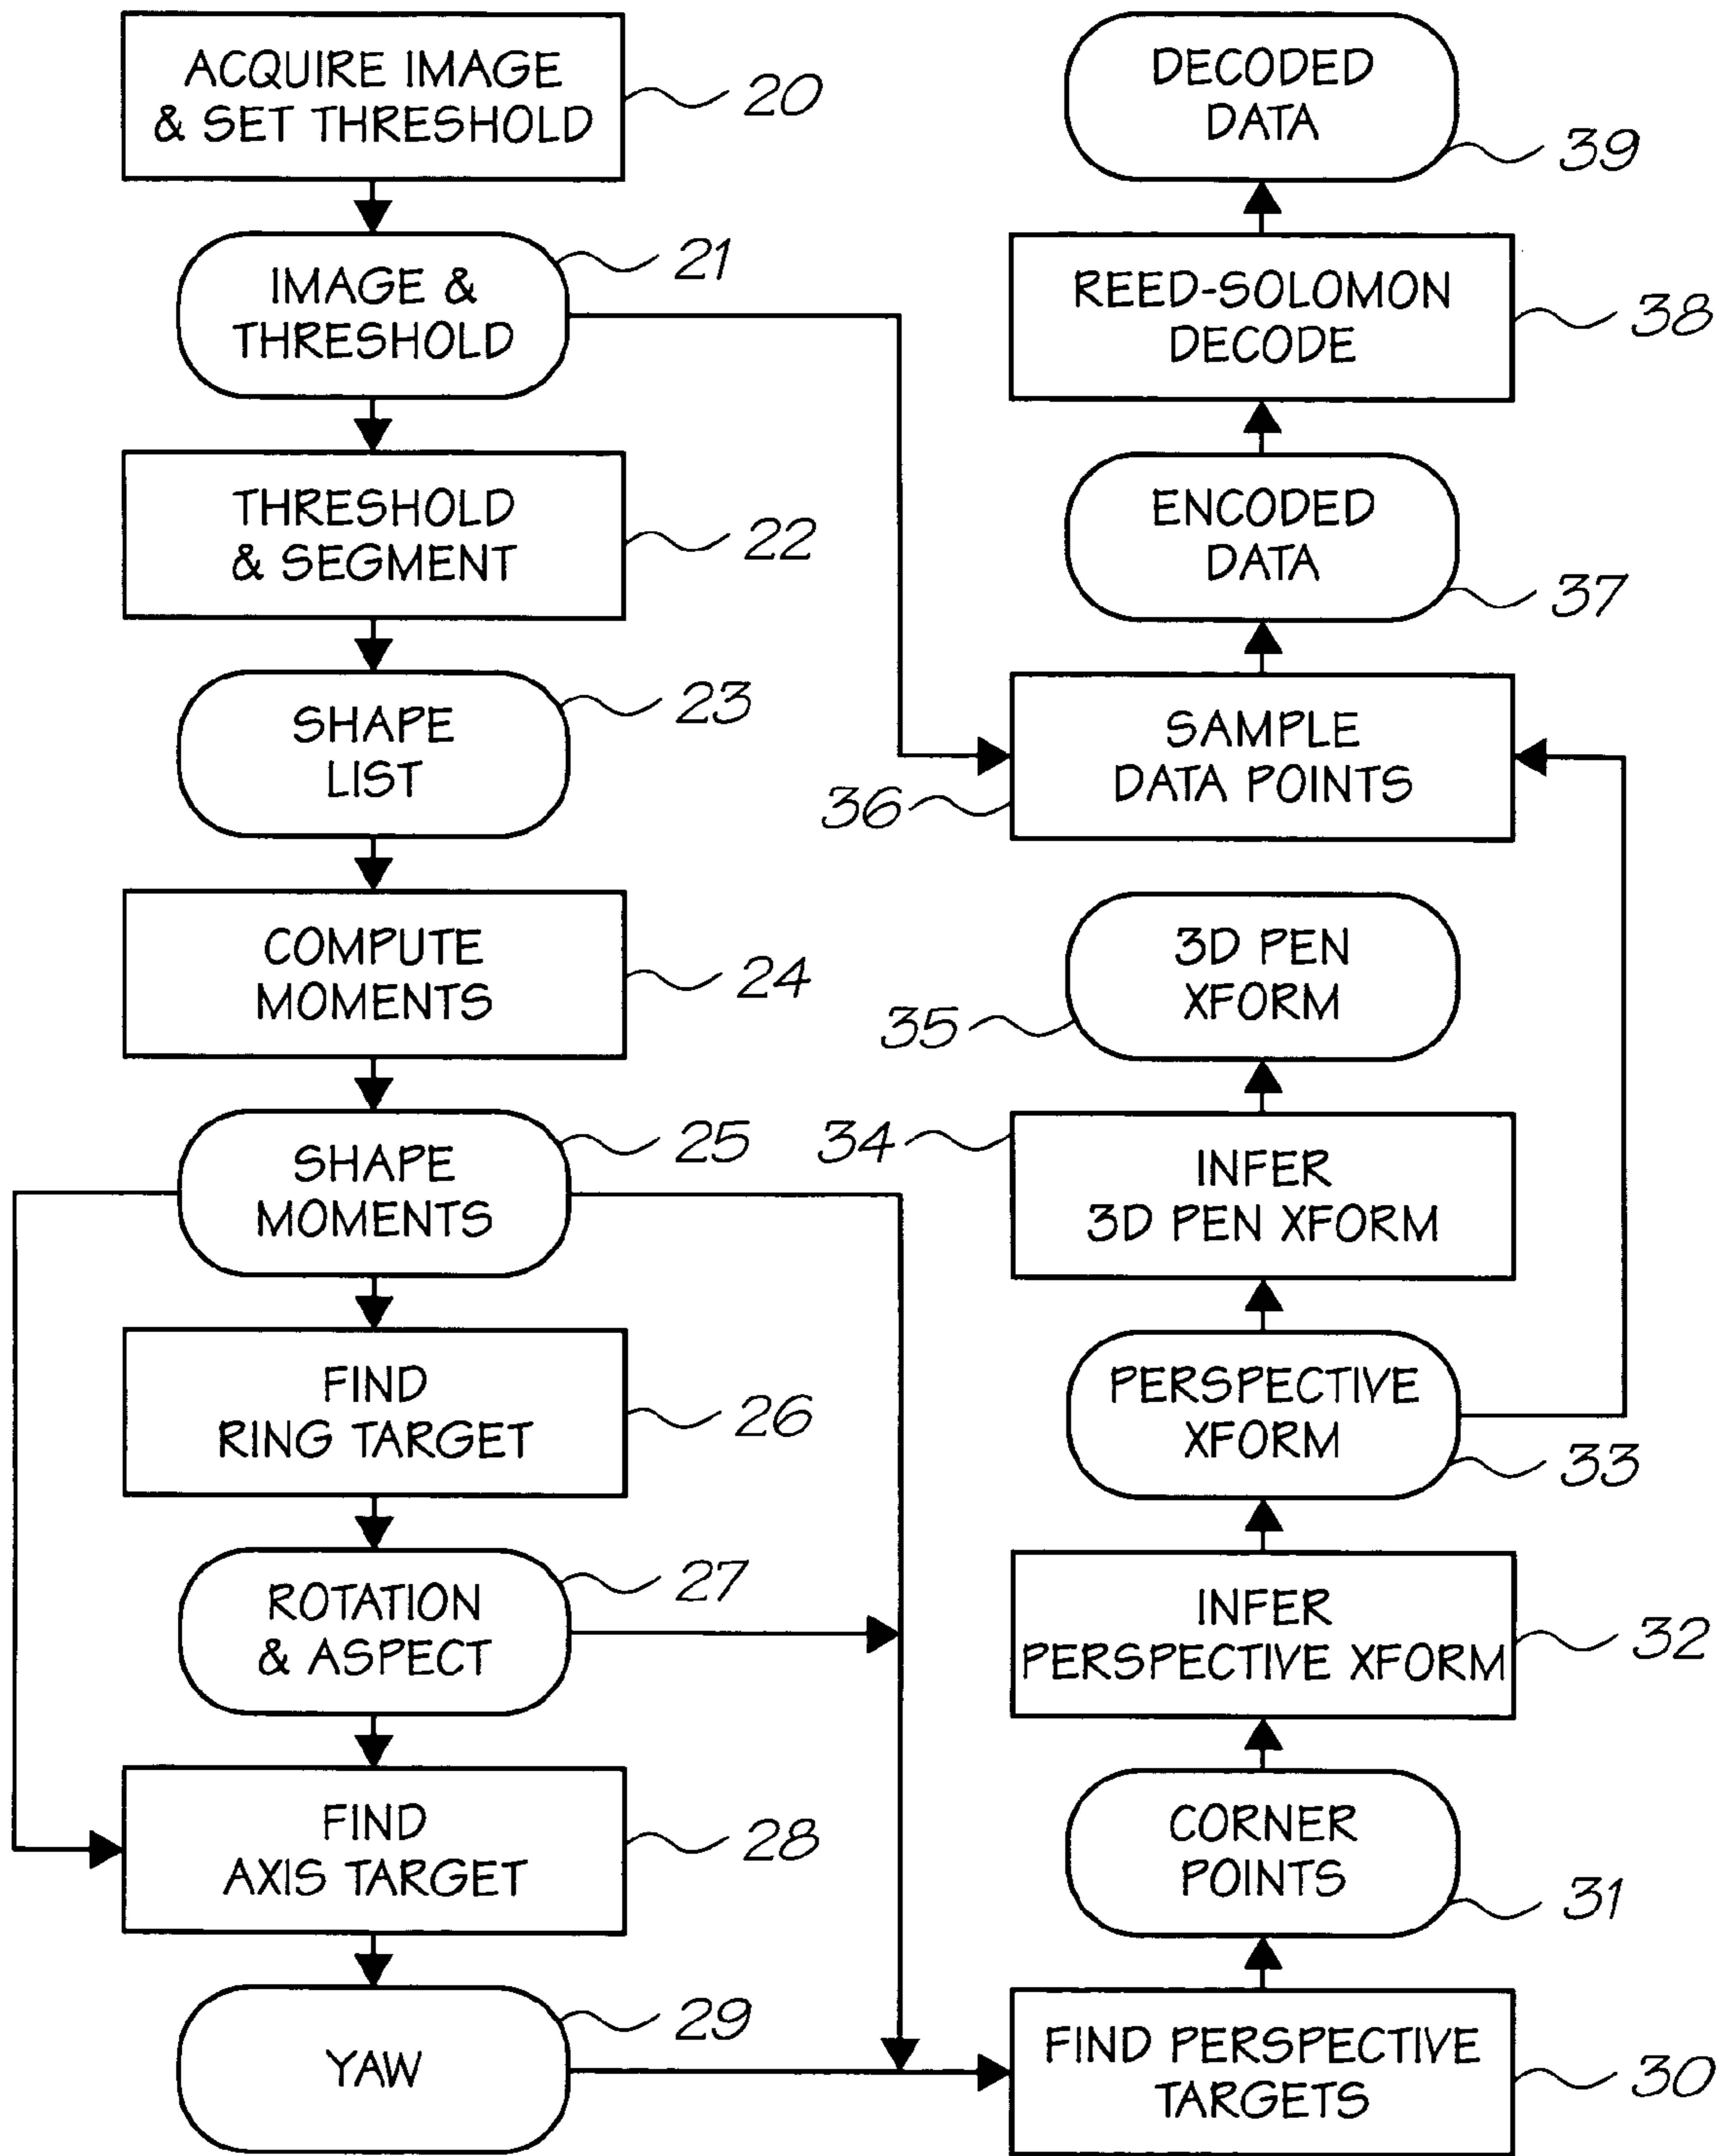 ACQUIRE IMAGE
& SET THRESHOLD
20
IMAGE &
THRESHOLD
21
THRESHOLD
& SEGMENT
22
SHAPE
LIST
23
COMPUTE
MOMENTS
24
SHAPE
MOMENTS
25
FIND
RING TARGET
26
ROTATION
& ASPECT
27
FIND
AXIS TARGET
28
YAW
29
DECODED
DATA
39
REED-SOLOMON
DECODE
38
ENCODED
DATA
37
SAMPLE
DATA POINTS
36
3D PEN
XFORM
35
INFER
3D PEN XFORM
34
PERSPECTIVE
XFORM
33
INFER
PERSPECTIVE XFORM
32
CORNER
POINTS
31
FIND PERSPECTIVE
TARGETS
30